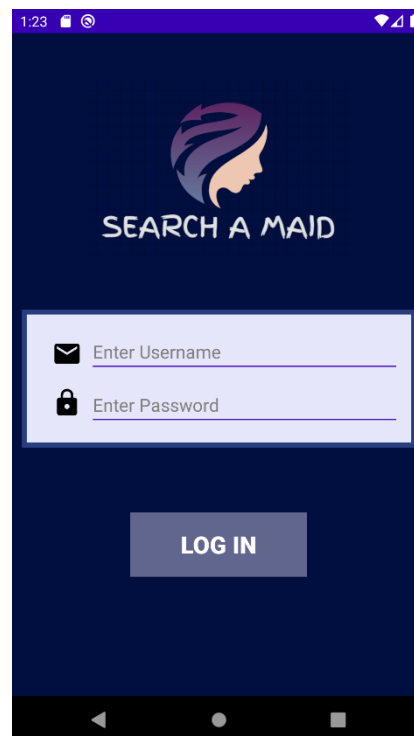 1:23
SEARCH A MAID
Enter Username
Enter Password
LOG IN